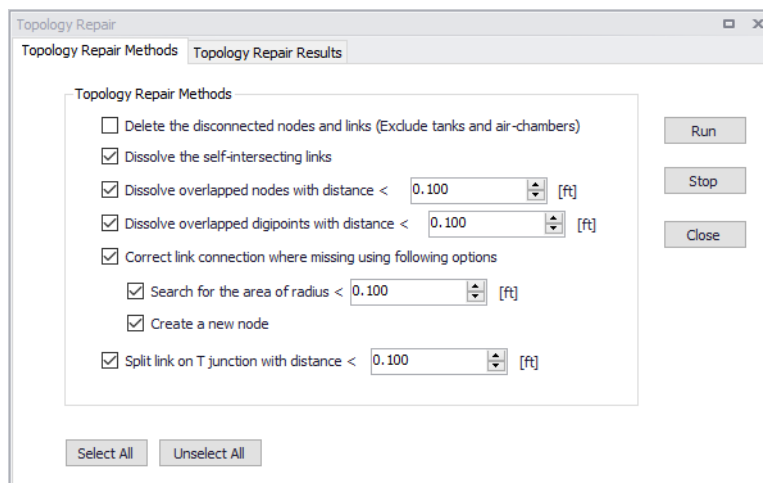 Topology Repair
Topology Repair Methods Topology Repair Results
Topology Repair Methods
Delete the disconnected nodes and links (Exclude tanks and air-chambers)
Run
Dissolve the self-intersecting links
Dissolve overlapped nodes with distance < 0.100 [ft]
Stop
Dissolve overlapped digipoints with distance < 0.100 [ft]
Close
Correct link connection where missing using following options
Search for the area of radius < 0.100 [ft]
Create a new node
Split link on T junction with distance < 0.100 [ft]
Select All Unselect All